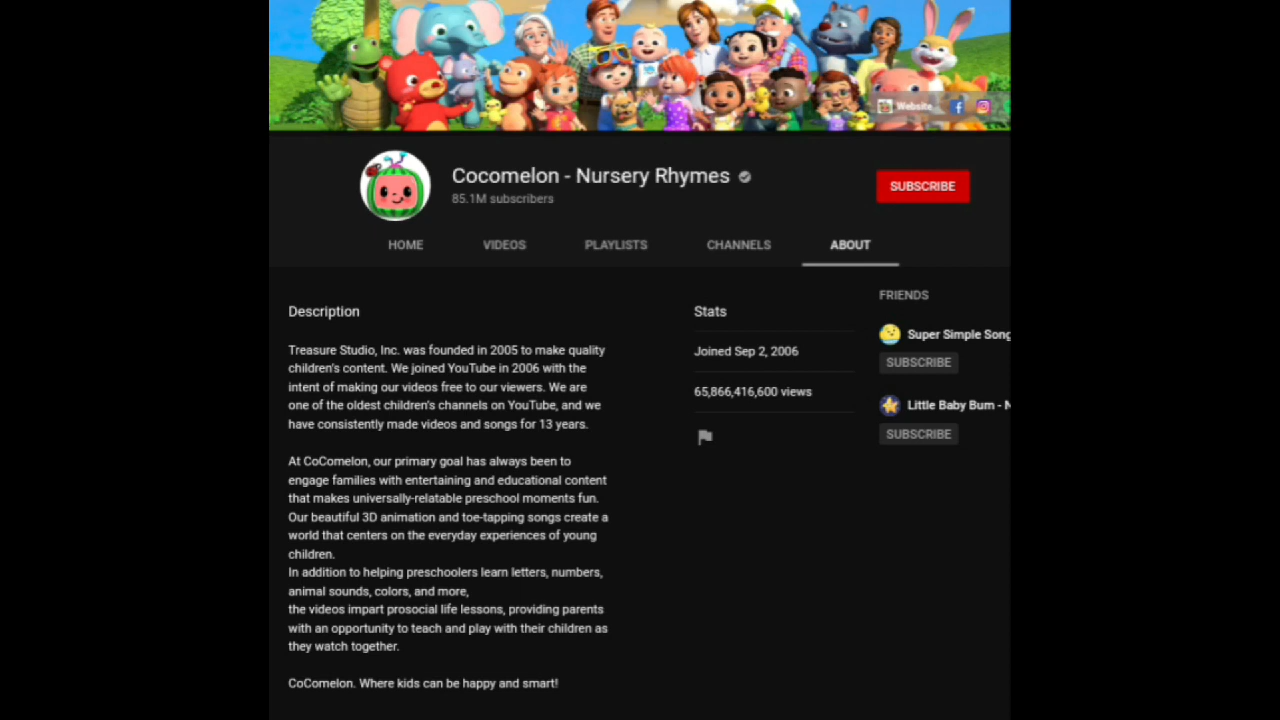 Website
Cocomelon - Nursery Rhymes
85.1M subscribers
SUBSCRIBE
HOME VIDEOS PLAYLISTS CHANNELS ABOUT
Description
Treasure Studio, Inc. was founded in 2005 to make quality
children's content. We joined YouTube in 2006 with the
intent of making our videos free to our viewers. We are
one of the oldest children's channels on YouTube, and we
have consistently made videos and songs for 13 years.
At CoComelon, our primary goal has always been to
engage families with entertaining and educational content
that makes universally-relatable preschool moments fun.
Our beautiful 3D animation and toe-tapping songs create a
world that centers on the everyday experiences of young
children.
In addition to helping preschoolers learn letters, numbers,
animal sounds, colors, and more,
the videos impart prosocial life lessons, providing parents
with an opportunity to teach and play with their children as
they watch together.
CoComelon. Where kids can be happy and smart!
Stats
Joined Sep 2, 2006
65,866,416,600 views
FRIENDS
Super Simple Song
SUBSCRIBE
Little Baby Bum - N
SUBSCRIBE